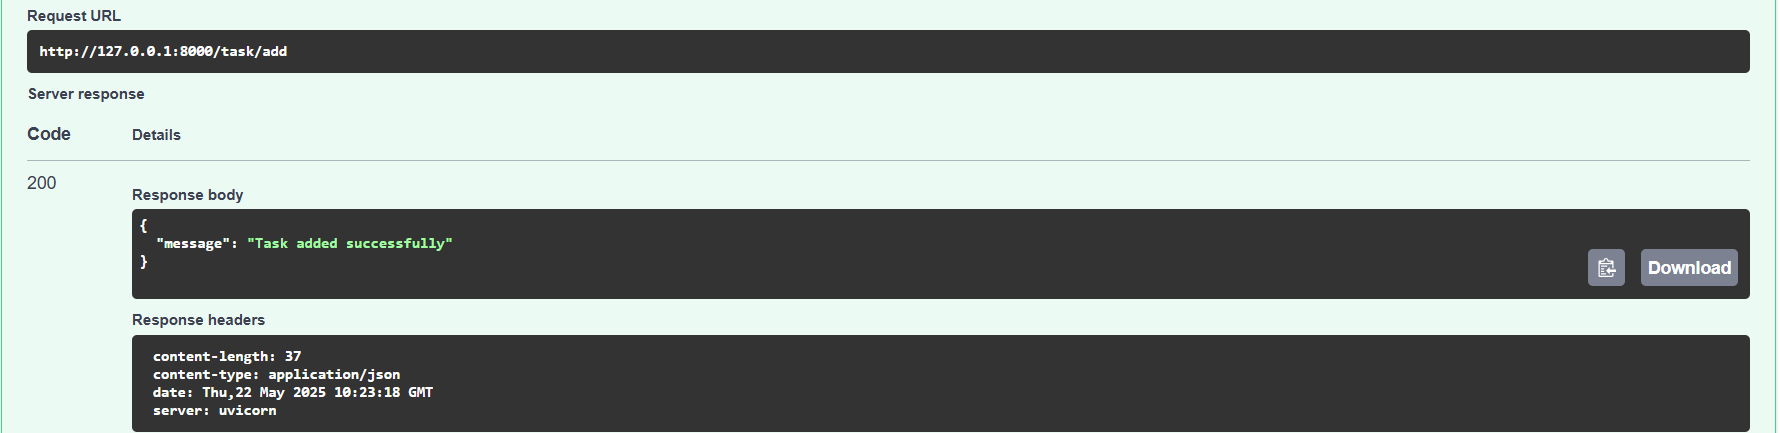 Request URL
http://127.0.0.1:8000/task/add
Server response
Code Details
200
Response body
{
"message": "Task added successfully"
}
Download
Response headers
content-length: 37
content-type: application/json
date: Thu,22 May 2025 10:23:18 GMT
server: uvicorn